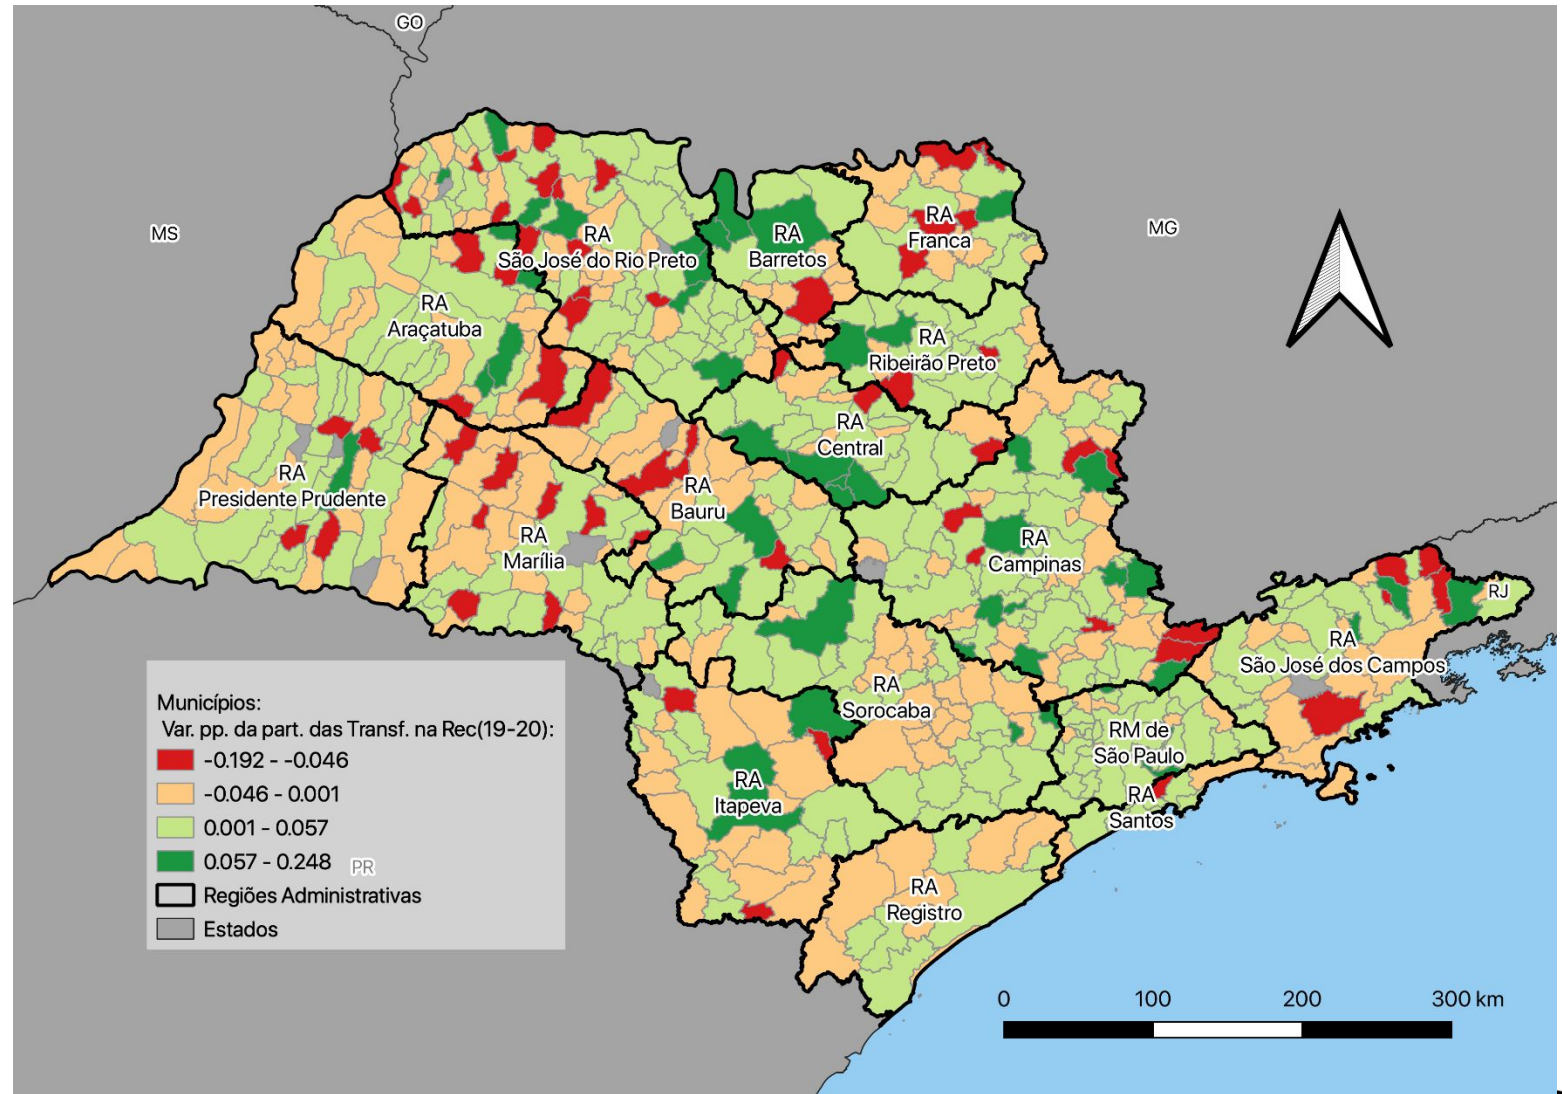 GO
MS
MG
RA
Franca
RA
Barretos
RA
São José do Rio Preto
RA
Araçatuba
RA
Ribeirão Preto
RA
Central
RA
Presidente Prudente
RA
Bauru
RA
Marília
RA
Campinas
RJ
RA
São José dos Campos
RA
Sorocaba
RM de
São Paulo
RA
Itapeva
RA
Santos
RA
Registro
Municípios:
Var. pp. da part. das Transf. na Rec(19-20):
-0.192 - -0.046
-0.046 - 0.001
0.001 - 0.057
0.057 - 0.248
PR
Regiões Administrativas
Estados
0 100 200 300 km